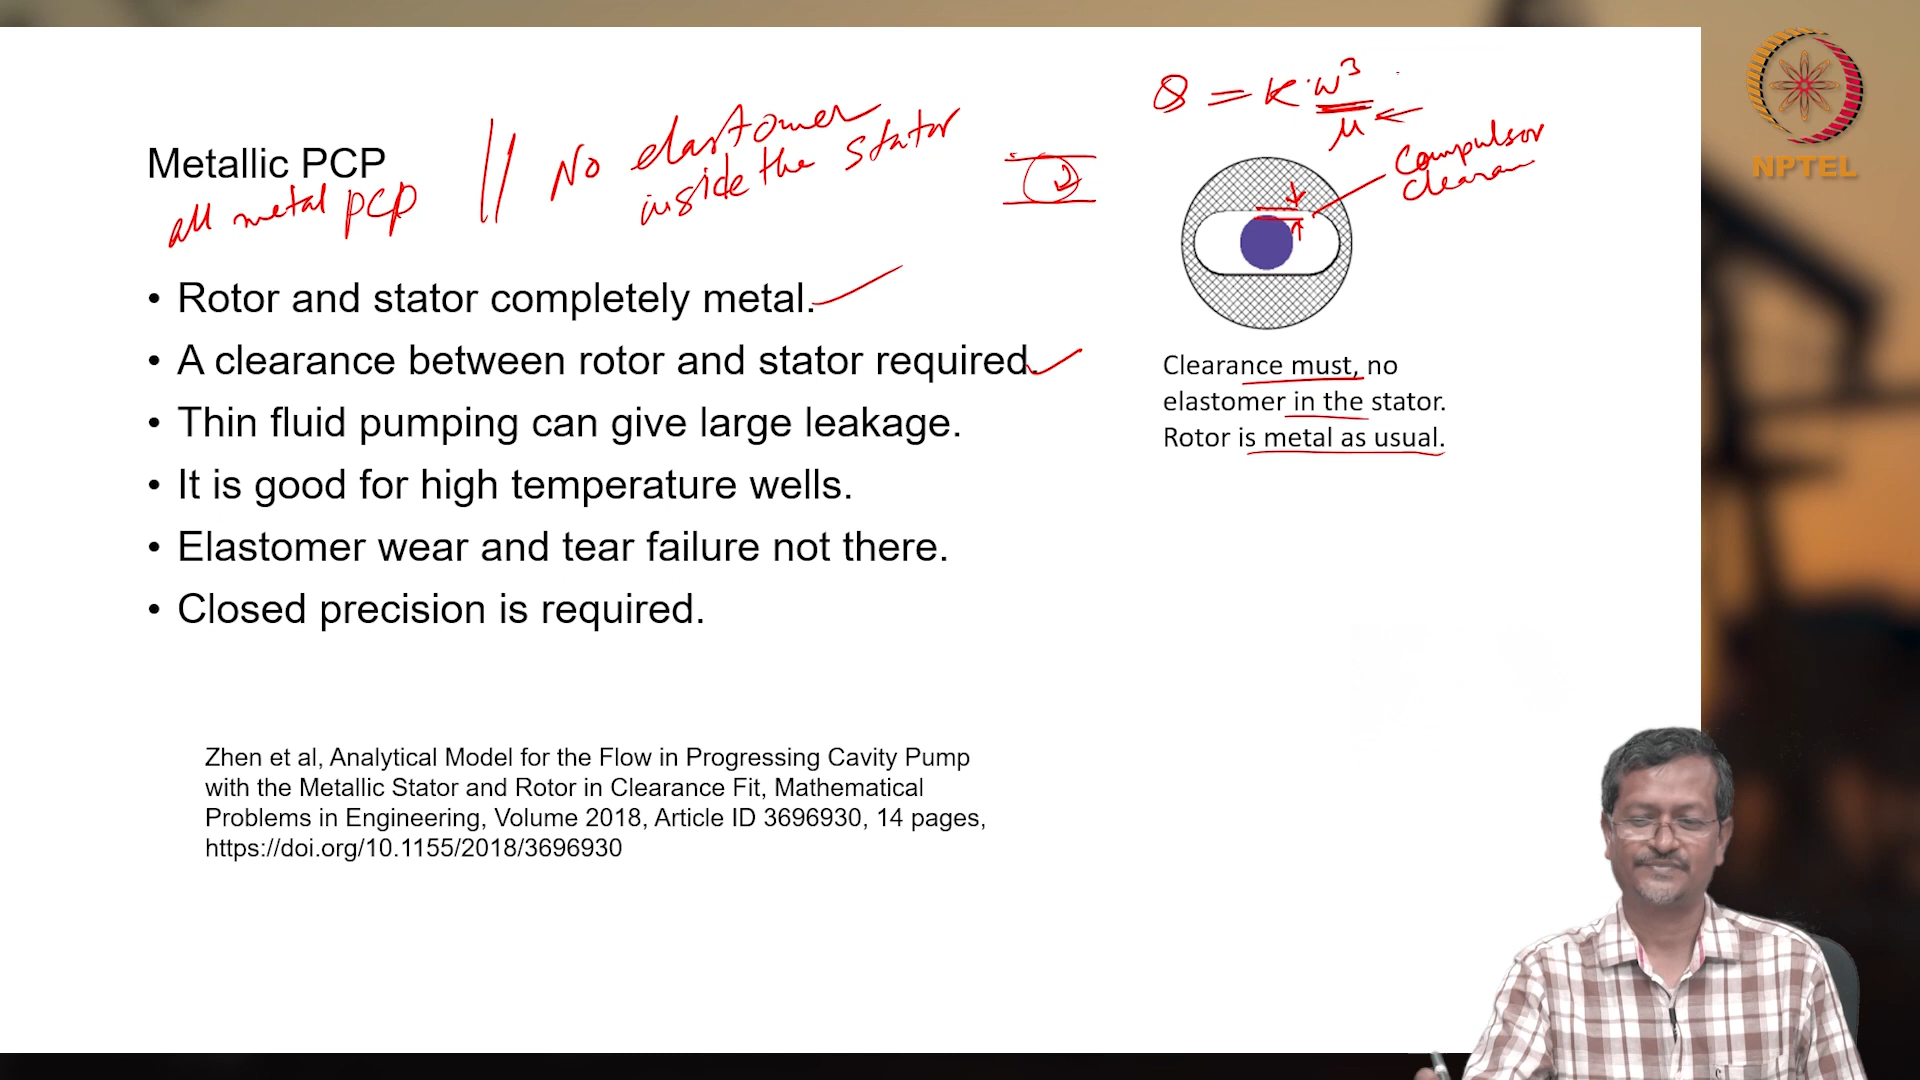 Metallic PCP
all metal PCP
No elastomer
inside the stator
Q = K w³
μ
Compulsor
clearan
NPTEL
• Rotor and stator completely metal.
• A clearance between rotor and stator required.
• Thin fluid pumping can give large leakage.
• It is good for high temperature wells.
• Elastomer wear and tear failure not there.
• Closed precision is required.
Clearance must, no
elastomer in the stator.
Rotor is metal as usual.
Zhen et al, Analytical Model for the Flow in Progressing Cavity Pump
with the Metallic Stator and Rotor in Clearance Fit, Mathematical
Problems in Engineering, Volume 2018, Article ID 3696930, 14 pages,
https://doi.org/10.1155/2018/3696930